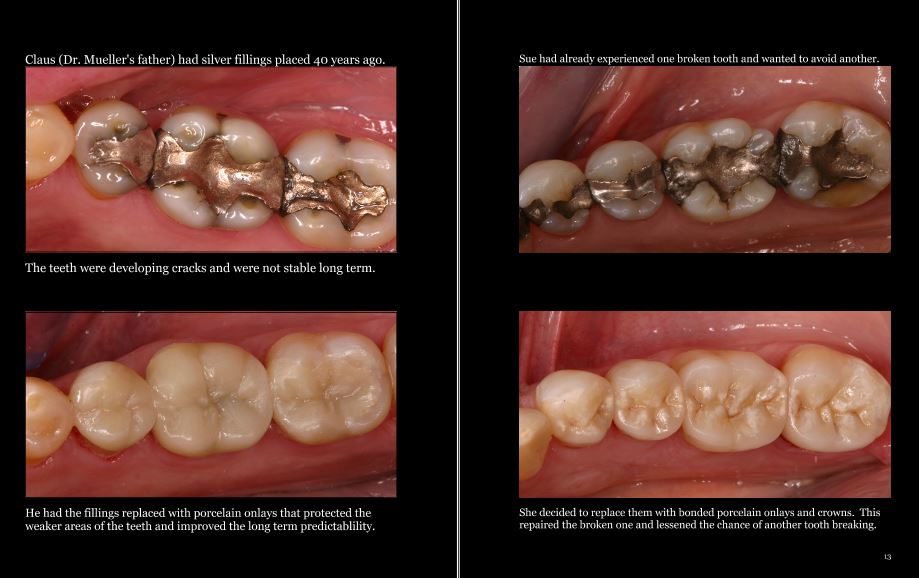 Claus (Dr. Mueller's father) had silver fillings placed 40 years ago.
The teeth were developing cracks and were not stable long term.
He had the fillings replaced with porcelain onlays that protected the
weaker areas of the teeth and improved the long term predictablility.
Sue had already experienced one broken tooth and wanted to avoid another.
She decided to replace them with bonded porcelain onlays and crowns.  This
repaired the broken one and lessened the chance of another tooth breaking.
13